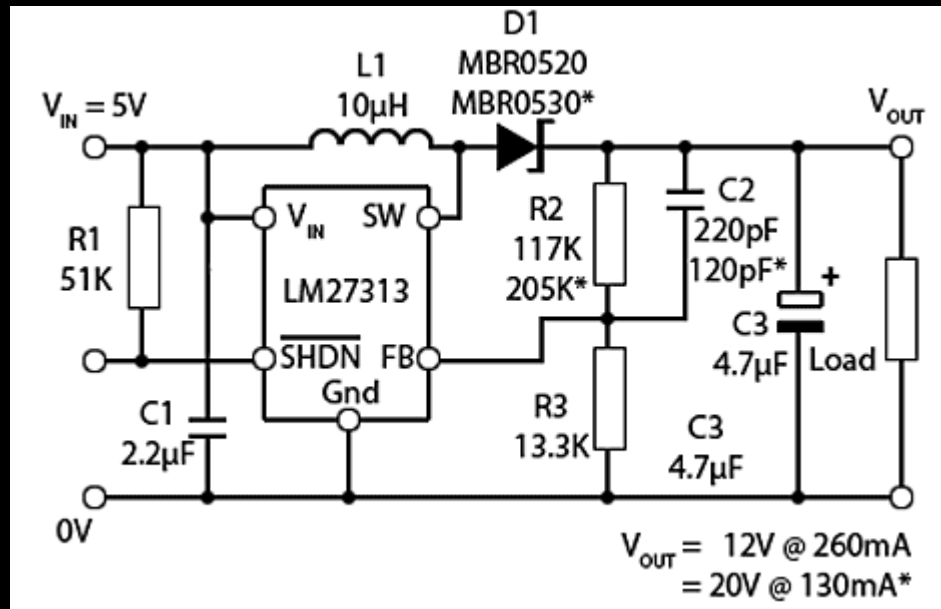 D1
MBR0520
MBR0530*
L1
10µH
V_IN = 5V
V_OUT
R1
51K
V_IN
SW
LM27313
SHDN
FB
Gnd
R2
117K
205K*
C2
220pF
120pF*
+
C3
4.7µF
Load
C1
2.2µF
R3
13.3K
C3
4.7µF
0V
V_OUT = 12V @ 260mA
= 20V @ 130mA*